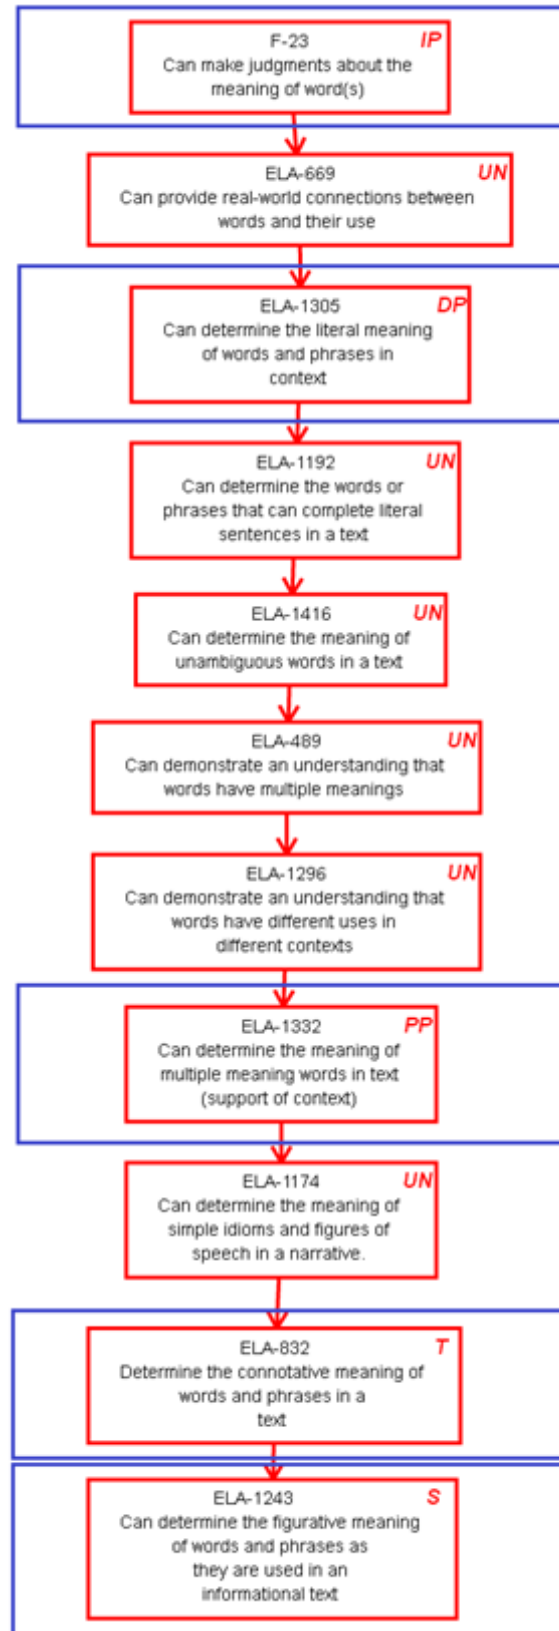 F-23 IP
Can make judgments about the
meaning of word(s)
ELA-669 UN
Can provide real-world connections between
words and their use
ELA-1305 DP
Can determine the literal meaning
of words and phrases in
context
ELA-1192 UN
Can determine the words or
phrases that can complete literal
sentences in a text
ELA-1416 UN
Can determine the meaning of
unambiguous words in a text
ELA-489 UN
Can demonstrate an understanding that
words have multiple meanings
ELA-1296 UN
Can demonstrate an understanding that
words have different uses in
different contexts
ELA-1332 PP
Can determine the meaning of
multiple meaning words in text
(support of context)
ELA-1174 UN
Can determine the meaning of
simple idioms and figures of
speech in a narrative.
ELA-832 T
Determine the connotative meaning of
words and phrases in a
text
ELA-1243 S
Can determine the figurative meaning
of words and phrases as
they are used in an
informational text